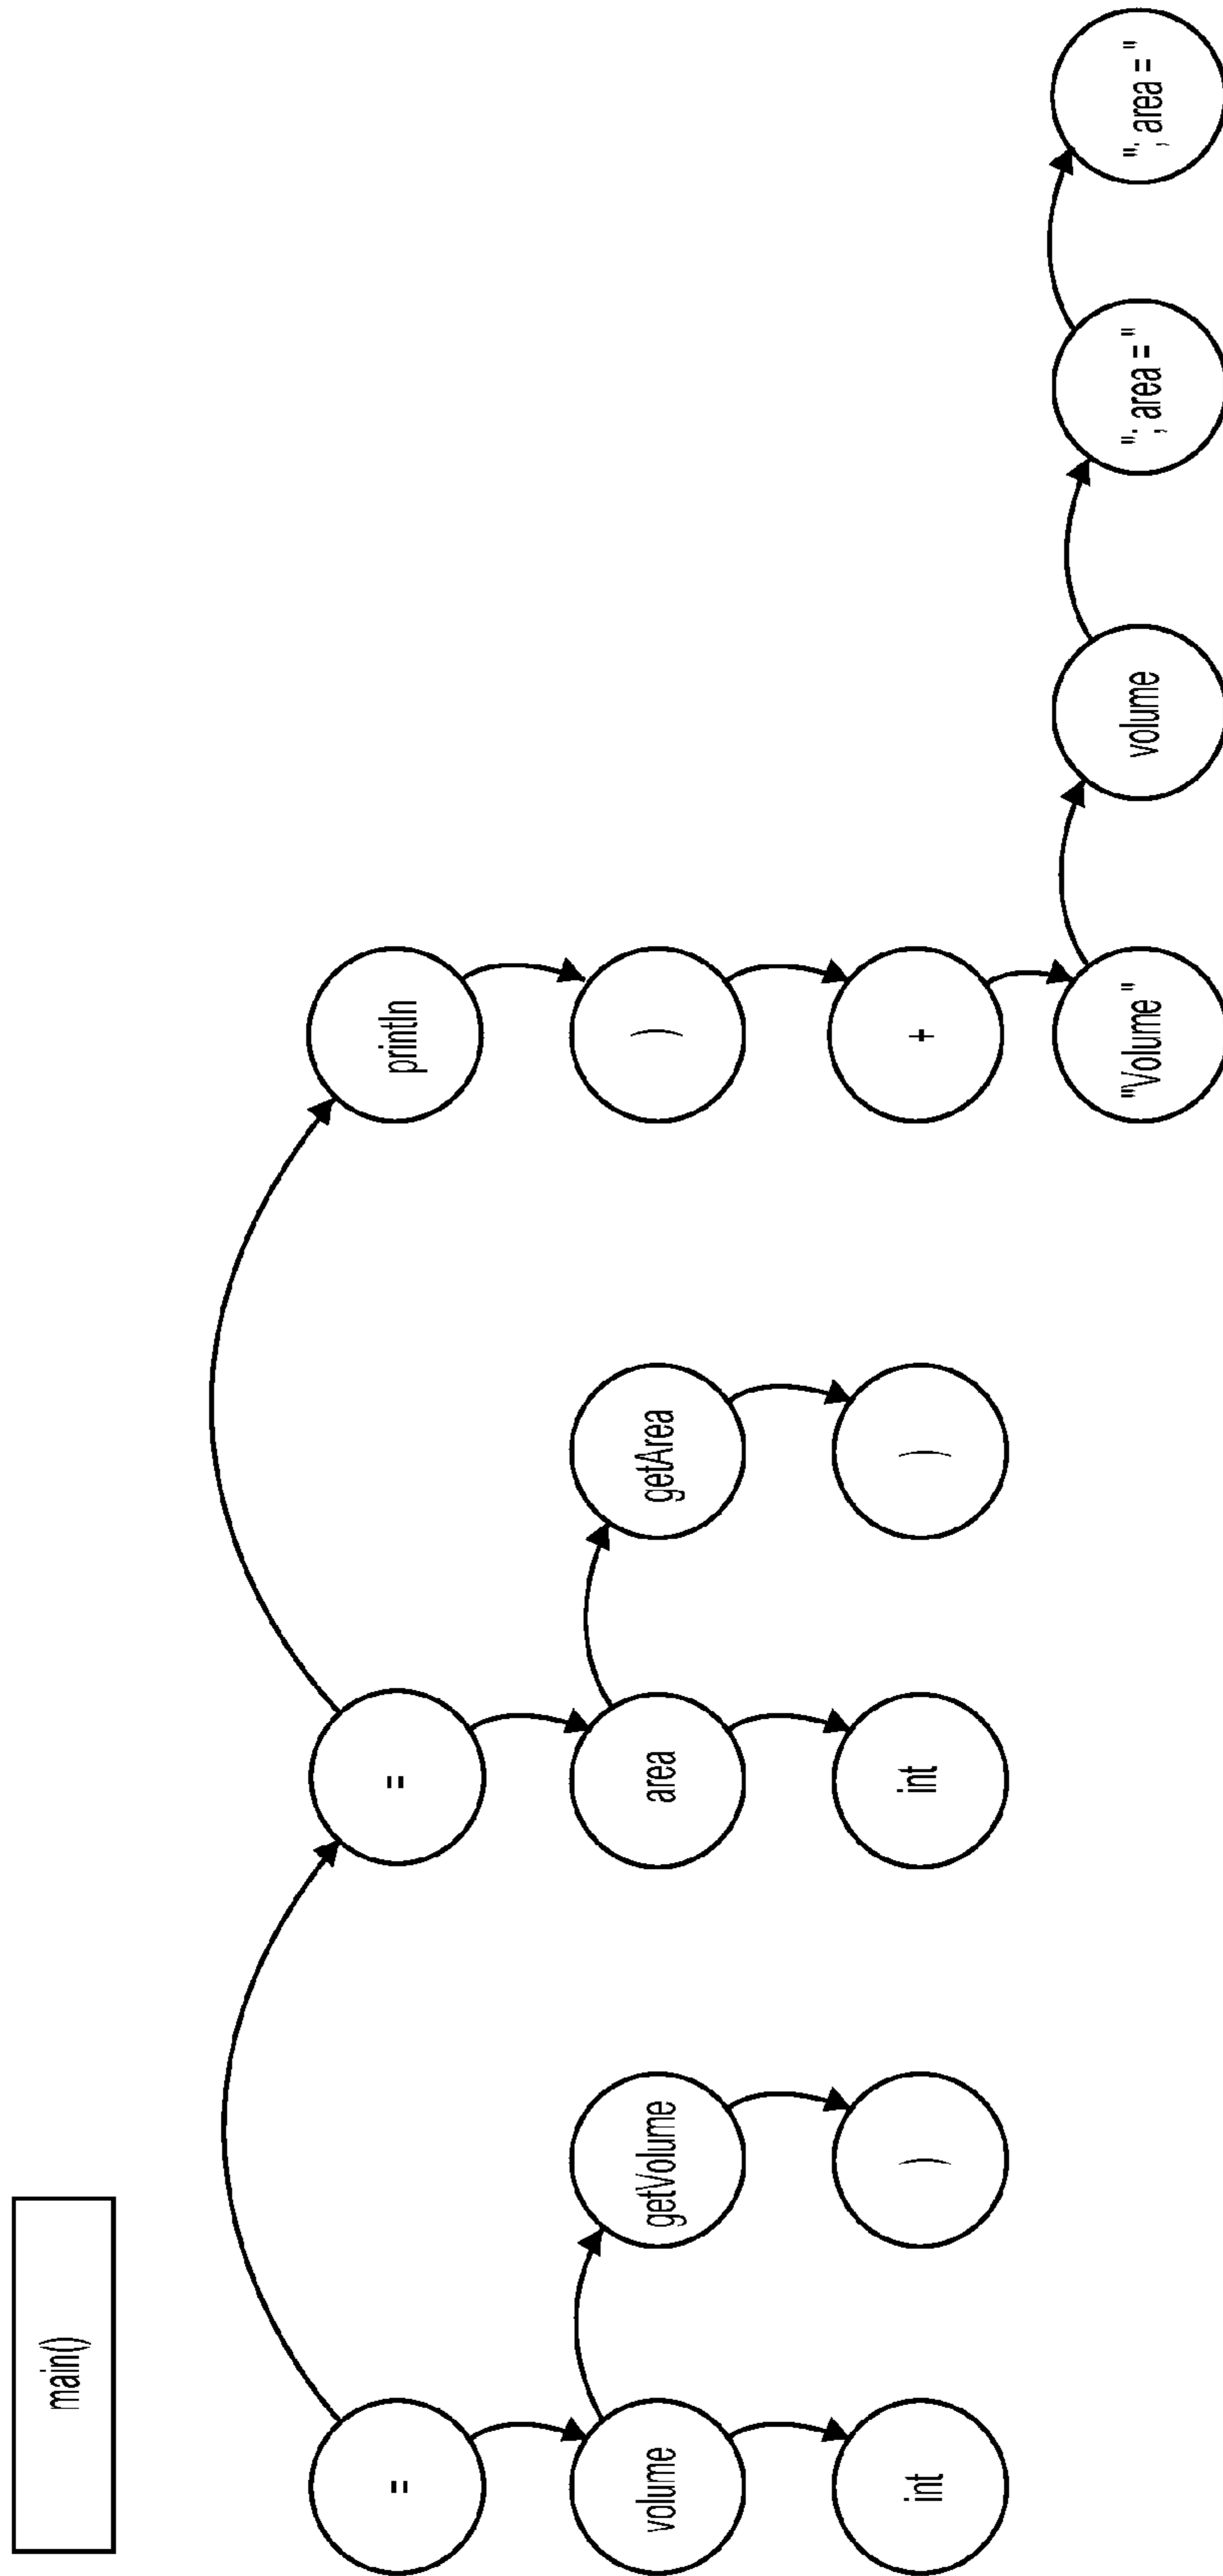 main()
=
=
println
volume
getVolume
area
getArea
)
int
)
int
)
+
"Volume"
volume
"; area = "
"; area = "